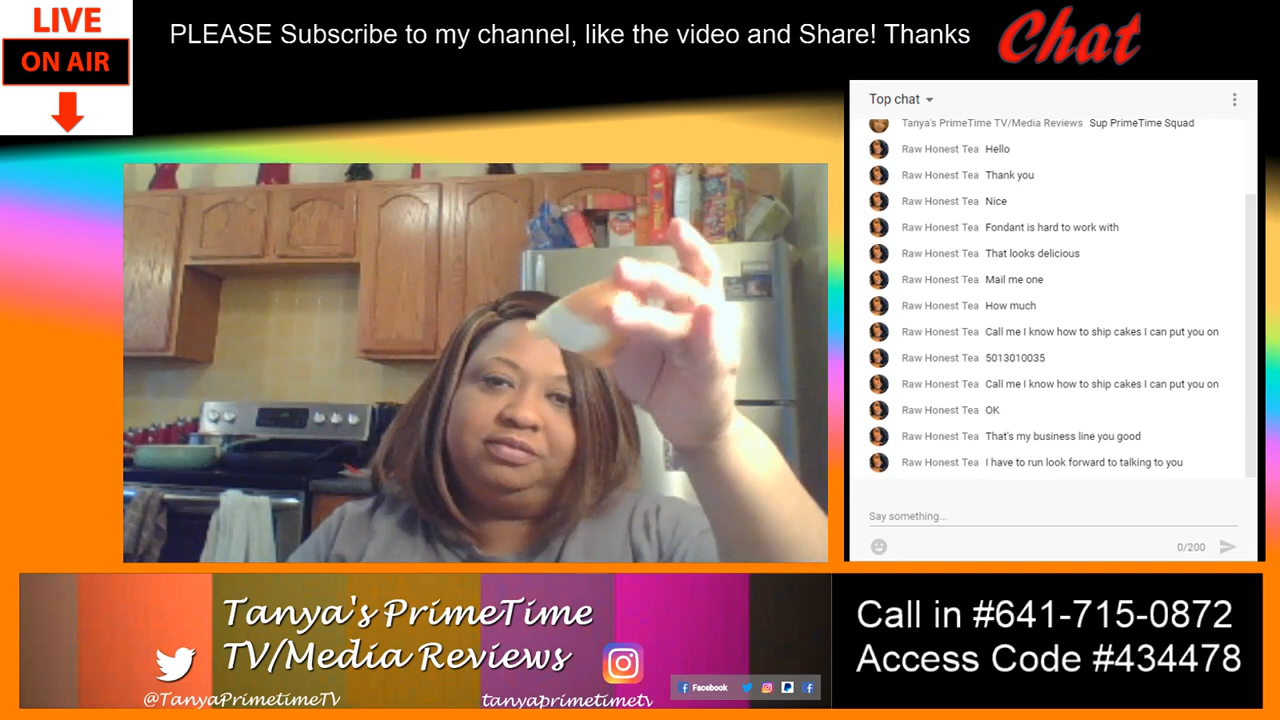 LIVE
ON AIR
PLEASE Subscribe to my channel, like the video and Share! Thanks
Chat
Top chat
Tanya's PrimeTime TV/Media Reviews Sup PrimeTime Squad
Raw Honest Tea Hello
Raw Honest Tea Thank you
Raw Honest Tea Nice
Raw Honest Tea Fondant is hard to work with
Raw Honest Tea That looks delicious
Raw Honest Tea Mail me one
Raw Honest Tea How much
Raw Honest Tea Call me I know how to ship cakes I can put you on
Raw Honest Tea 5013010035
Raw Honest Tea Call me I know how to ship cakes I can put you on
Raw Honest Tea OK
Raw Honest Tea That's my business line you good
Raw Honest Tea I have to run look forward to talking to you
Say something...
0/200
Tanya's PrimeTime
TV/Media Reviews
@TanyaPrimetimeTV
tanyaprimetimetv
Facebook
Call in #641-715-0872
Access Code #434478